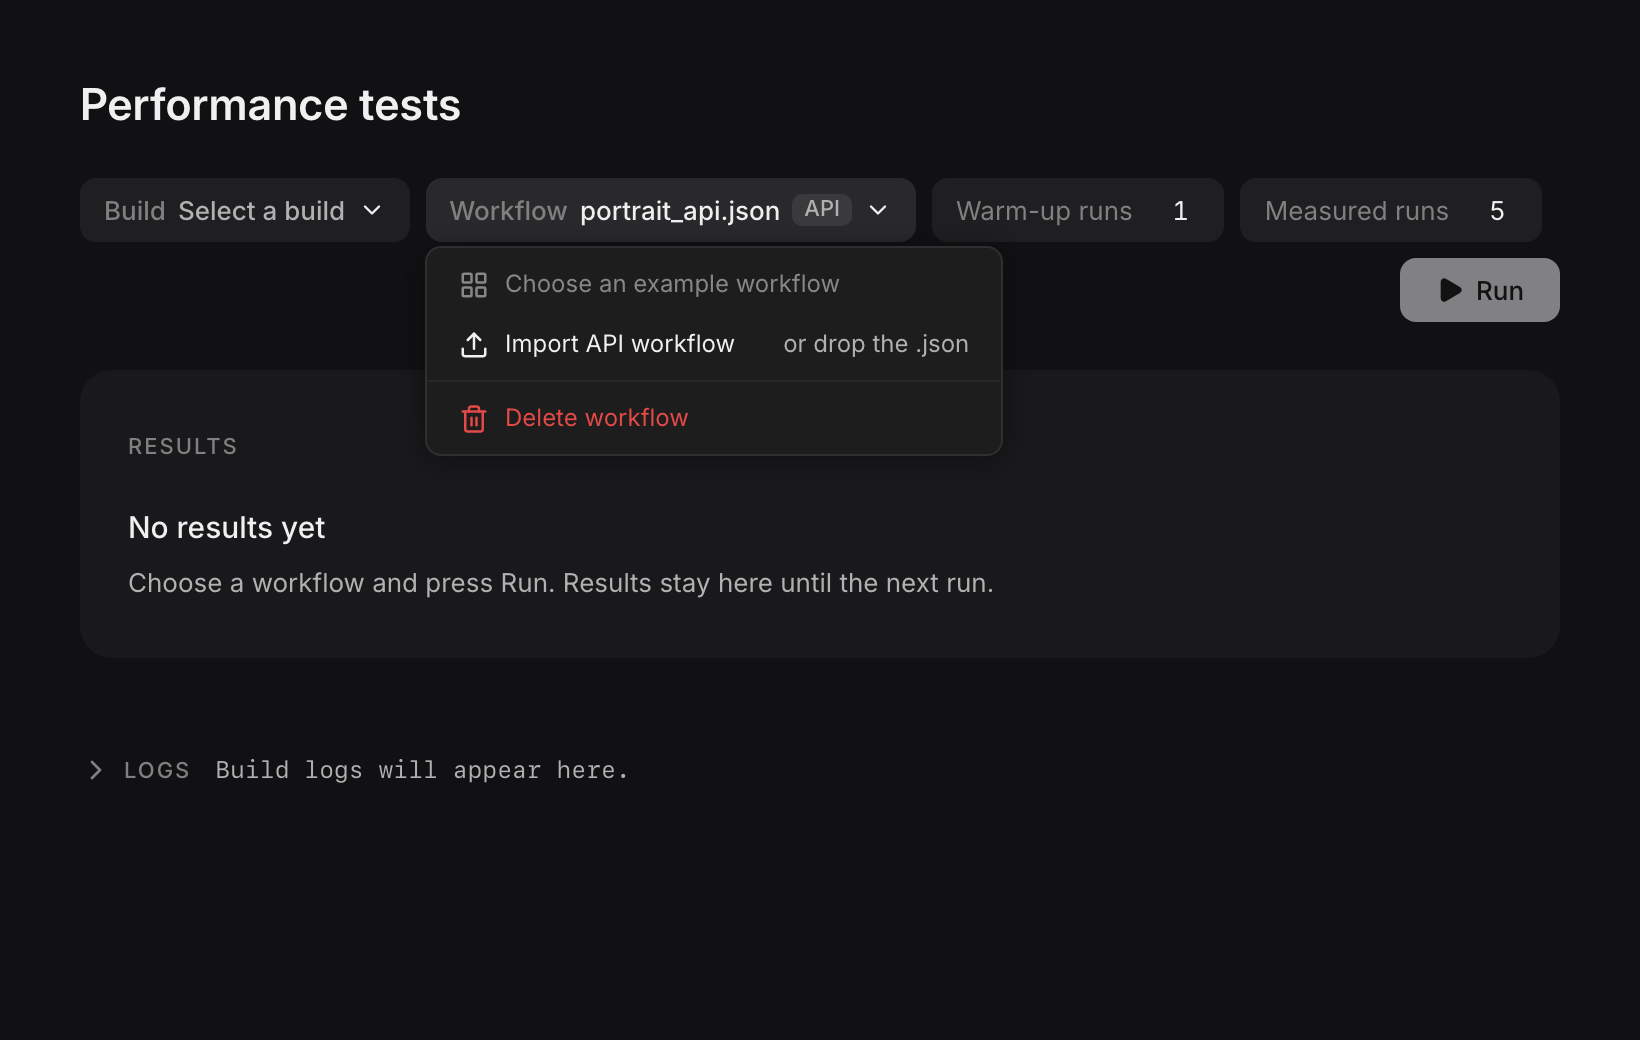 Performance tests
Build Select a build
Workflow portrait_api.json API
Warm-up runs 1
Measured runs 5
Choose an example workflow
Import API workflow or drop the .json
Delete workflow
Run
RESULTS
No results yet
Choose a workflow and press Run. Results stay here until the next run.
LOGS Build logs will appear here.